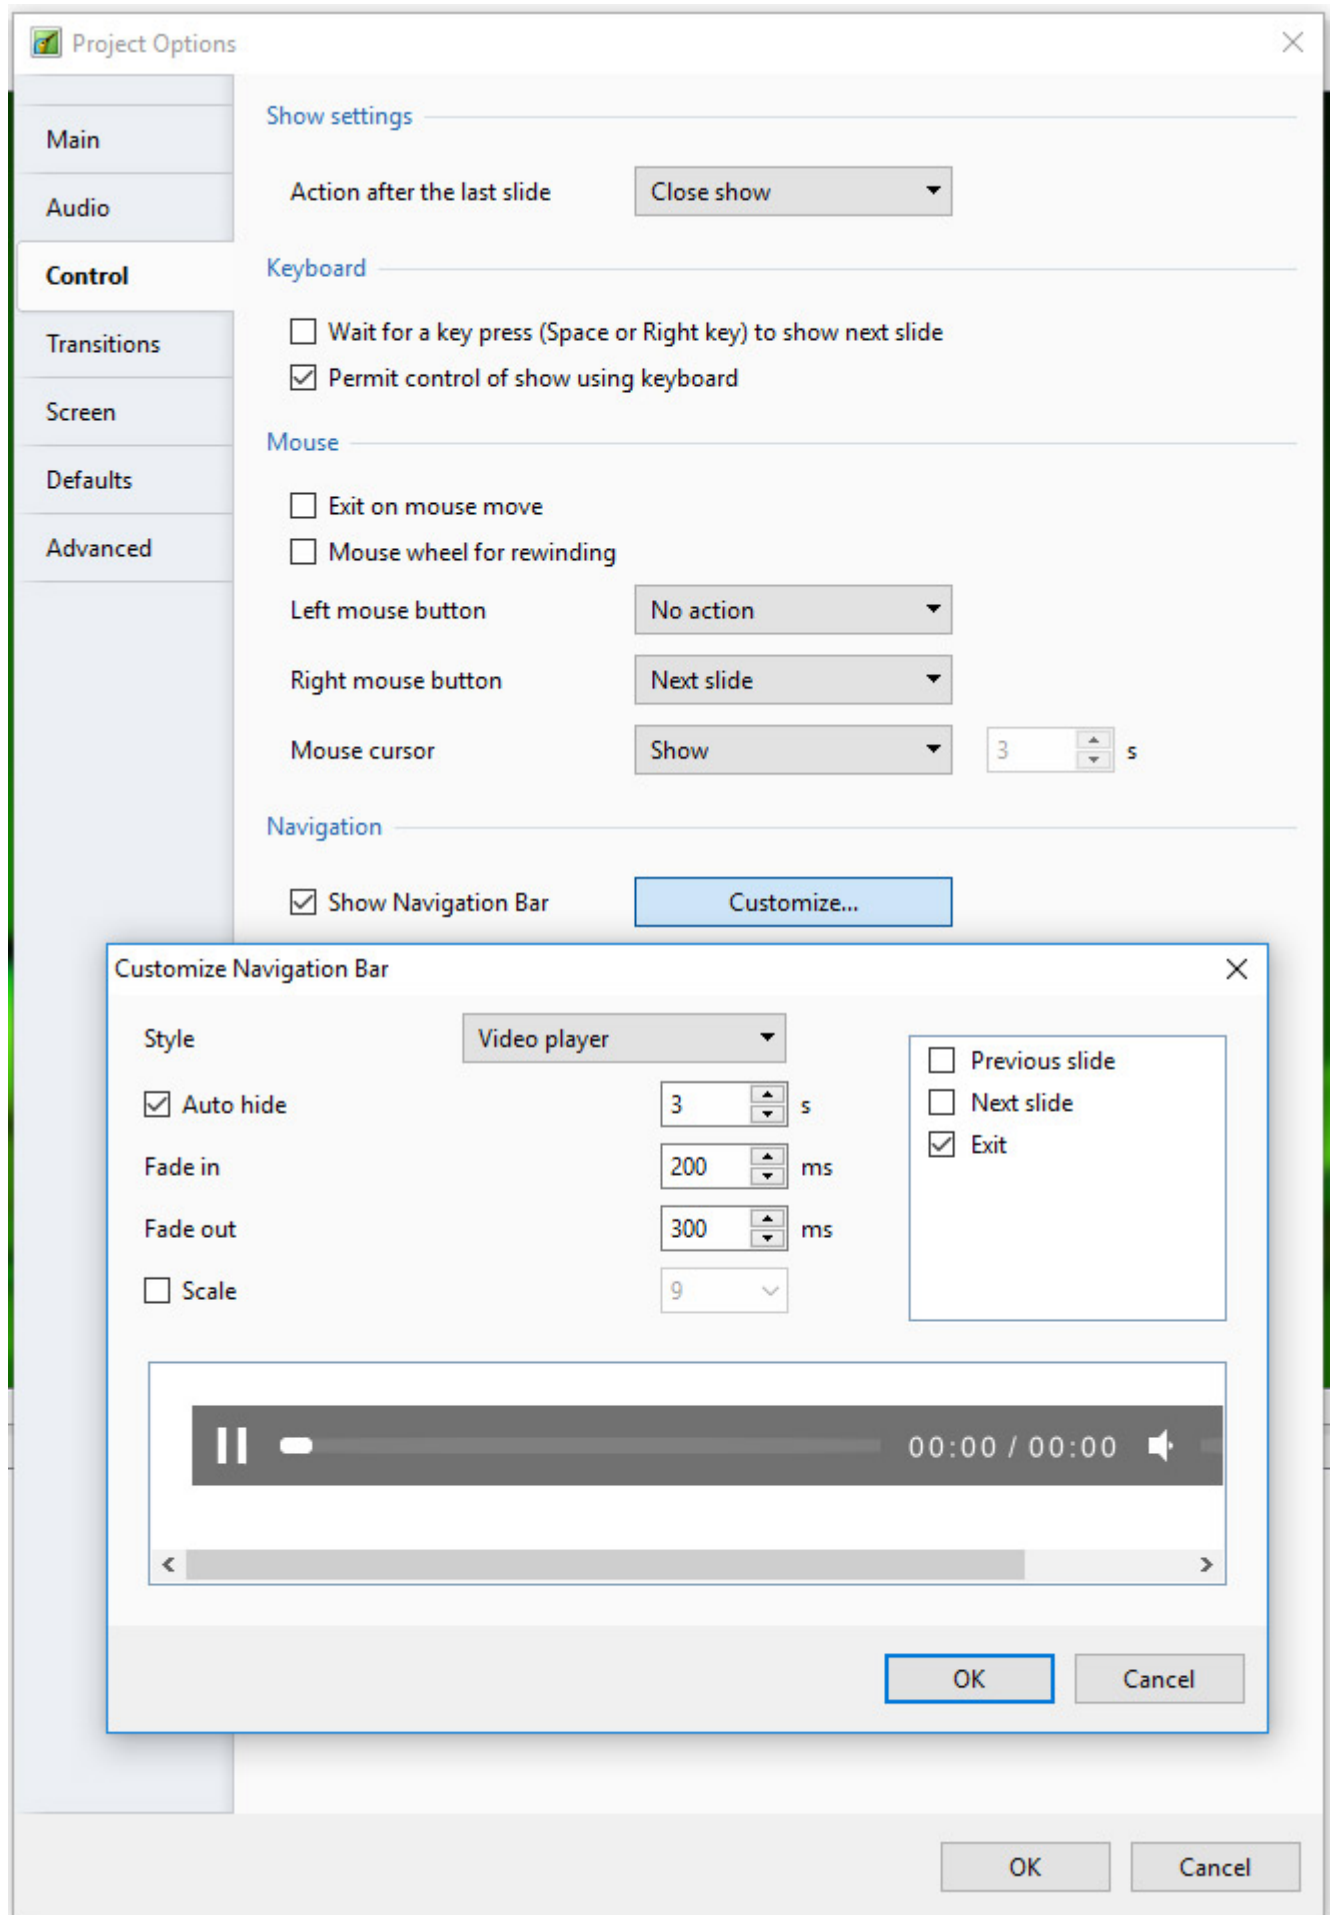 Project Options
Main
Audio
Control
Transitions
Screen
Defaults
Advanced
Show settings
Action after the last slide Close show
Keyboard
Wait for a key press (Space or Right key) to show next slide
Permit control of show using keyboard
Mouse
Exit on mouse move
Mouse wheel for rewinding
Left mouse button No action
Right mouse button Next slide
Mouse cursor Show 3 s
Navigation
Show Navigation Bar Customize...
Customize Navigation Bar
Style Video player
Auto hide 3 s
Fade in 200 ms
Fade out 300 ms
Scale 9
Previous slide
Next slide
Exit
00:00 / 00:00
OK Cancel
OK Cancel